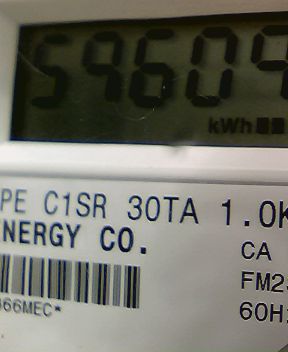 59609
kWh
PE C1SR 30TA 1.0K
NERGY CO.
CA
FM2
60H
66MEC*